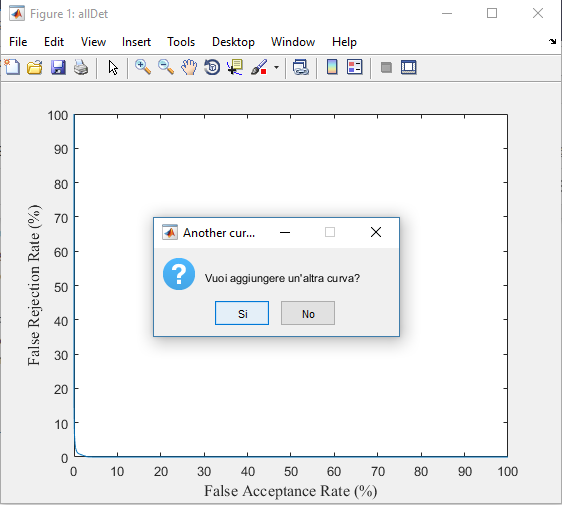 Figure 1: allDet
File Edit View Insert Tools Desktop Window Help
100
90
80
70
60
50
40
30
20
10
0
False Rejection Rate (%)
Another cur...
Vuoi aggiungere un'altra curva?
Si No
0 10 20 30 40 50 60 70 80 90 100
False Acceptance Rate (%)